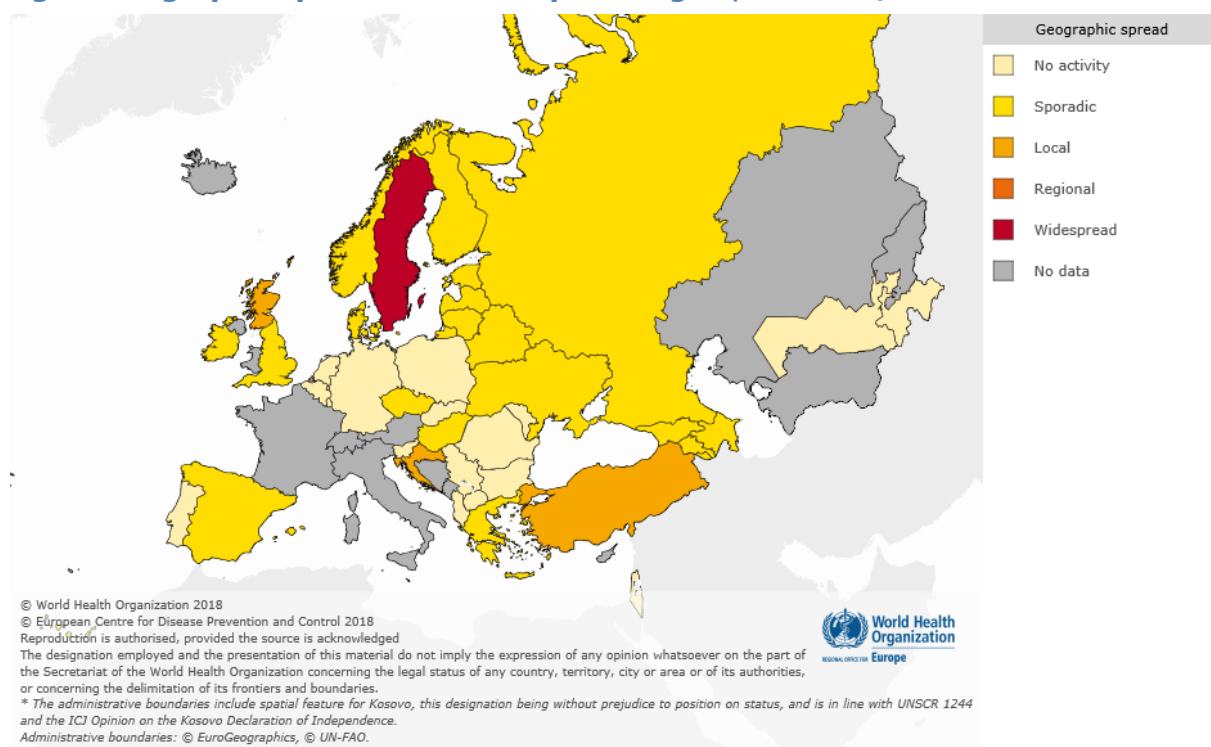 Geographic spread
No activity
Sporadic
Local
Regional
Widespread
No data
© World Health Organization 2018
© European Centre for Disease Prevention and Control 2018
Reproduction is authorised, provided the source is acknowledged
The designation employed and the presentation of this material do not imply the expression of any opinion whatsoever on the part of
the Secretariat of the World Health Organization concerning the legal status of any country, territory, city or area or of its authorities,
or concerning the delimitation of its frontiers and boundaries.
* The administrative boundaries include spatial feature for Kosovo, this designation being without prejudice to position on status, and is in line with UNSCR 1244
and the ICJ Opinion on the Kosovo Declaration of Independence.
Administrative boundaries: © EuroGeographics, © UN-FAO.
World Health
Organization
REGIONAL OFFICE FOR Europe